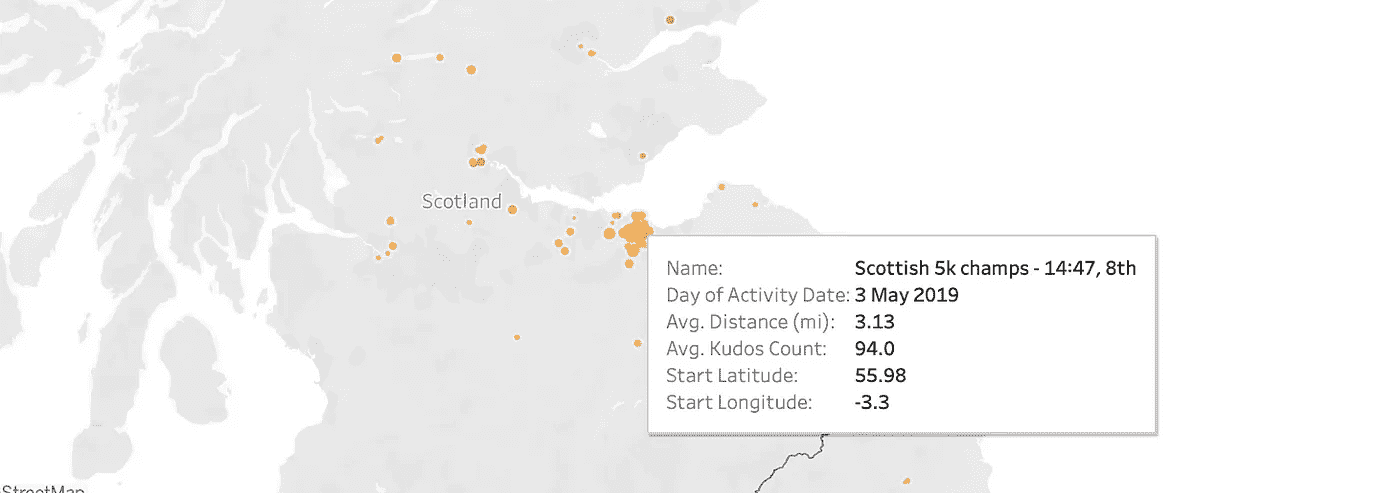 Scotland
Name: Scottish 5k champs - 14:47, 8th
Day of Activity Date: 3 May 2019
Avg. Distance (mi): 3.13
Avg. Kudos Count: 94.0
Start Latitude: 55.98
Start Longitude: -3.3
StreetMap